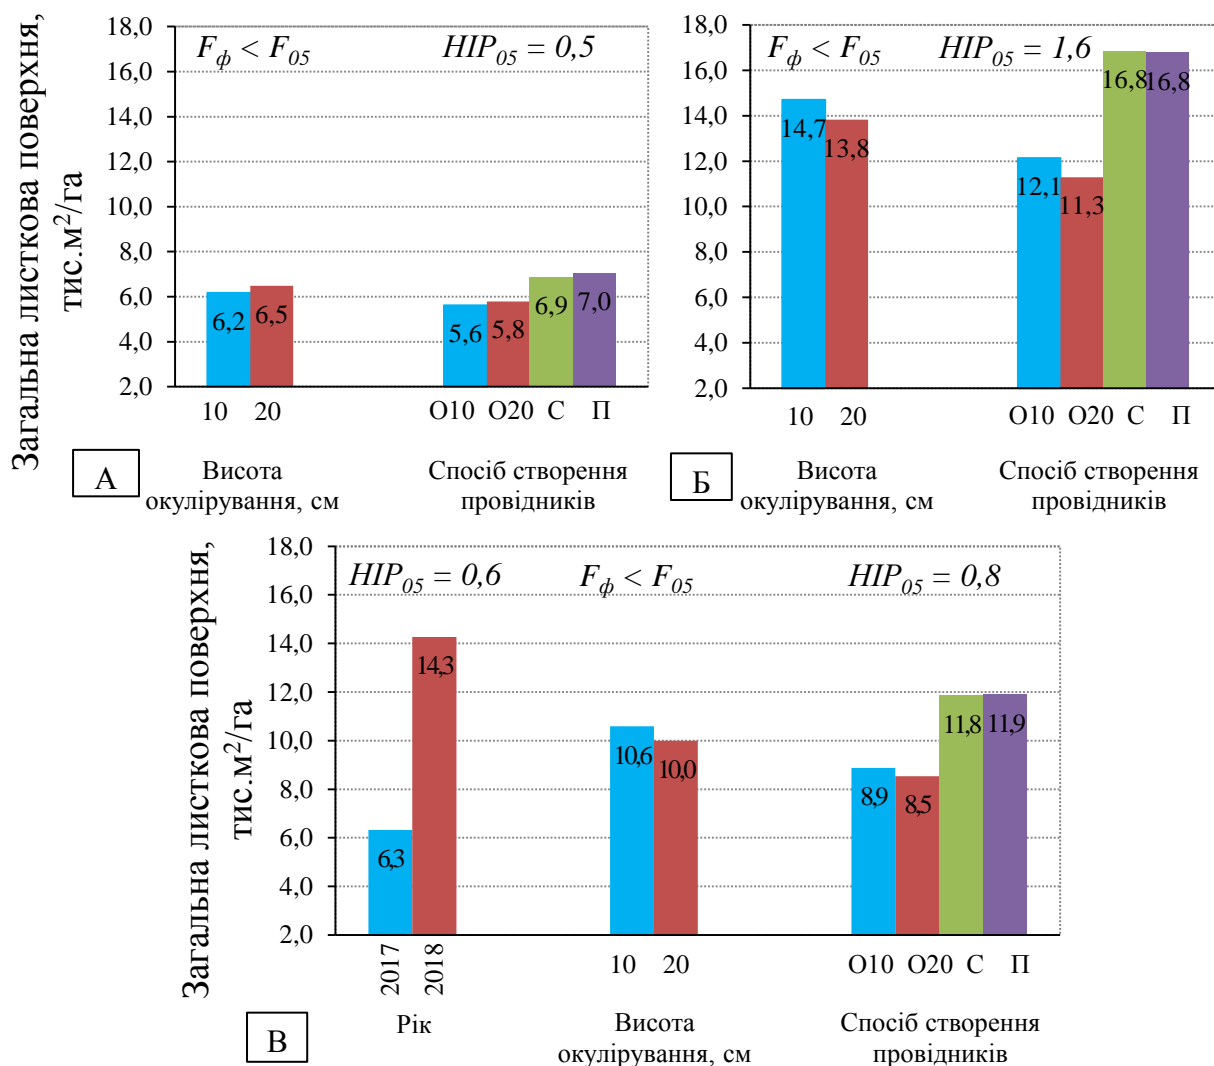 Загальна листкова поверхня,
тис.м²/га
18,0
16,0
14,0
12,0
10,0
8,0
6,0
4,0
2,0
Fф < F05
НІР05 = 0,5
6,2
6,5
5,6
5,8
6,9
7,0
10
20
О10
О20
С
П
А
Висота
окулірування, см
Спосіб створення
провідників
18,0
16,0
14,0
12,0
10,0
8,0
6,0
4,0
2,0
Fф < F05
НІР05 = 1,6
14,7
13,8
12,1
11,3
16,8
16,8
10
20
О10
О20
С
П
Б
Висота
окулірування, см
Спосіб створення
провідників
Загальна листкова поверхня,
тис.м²/га
18,0
16,0
14,0
12,0
10,0
8,0
6,0
4,0
2,0
НІР05 = 0,6
Fф < F05
НІР05 = 0,8
6,3
14,3
10,6
10,0
8,9
8,5
11,8
11,9
2017
2018
10
20
О10
О20
С
П
В
Рік
Висота
окулірування, см
Спосіб створення
провідників